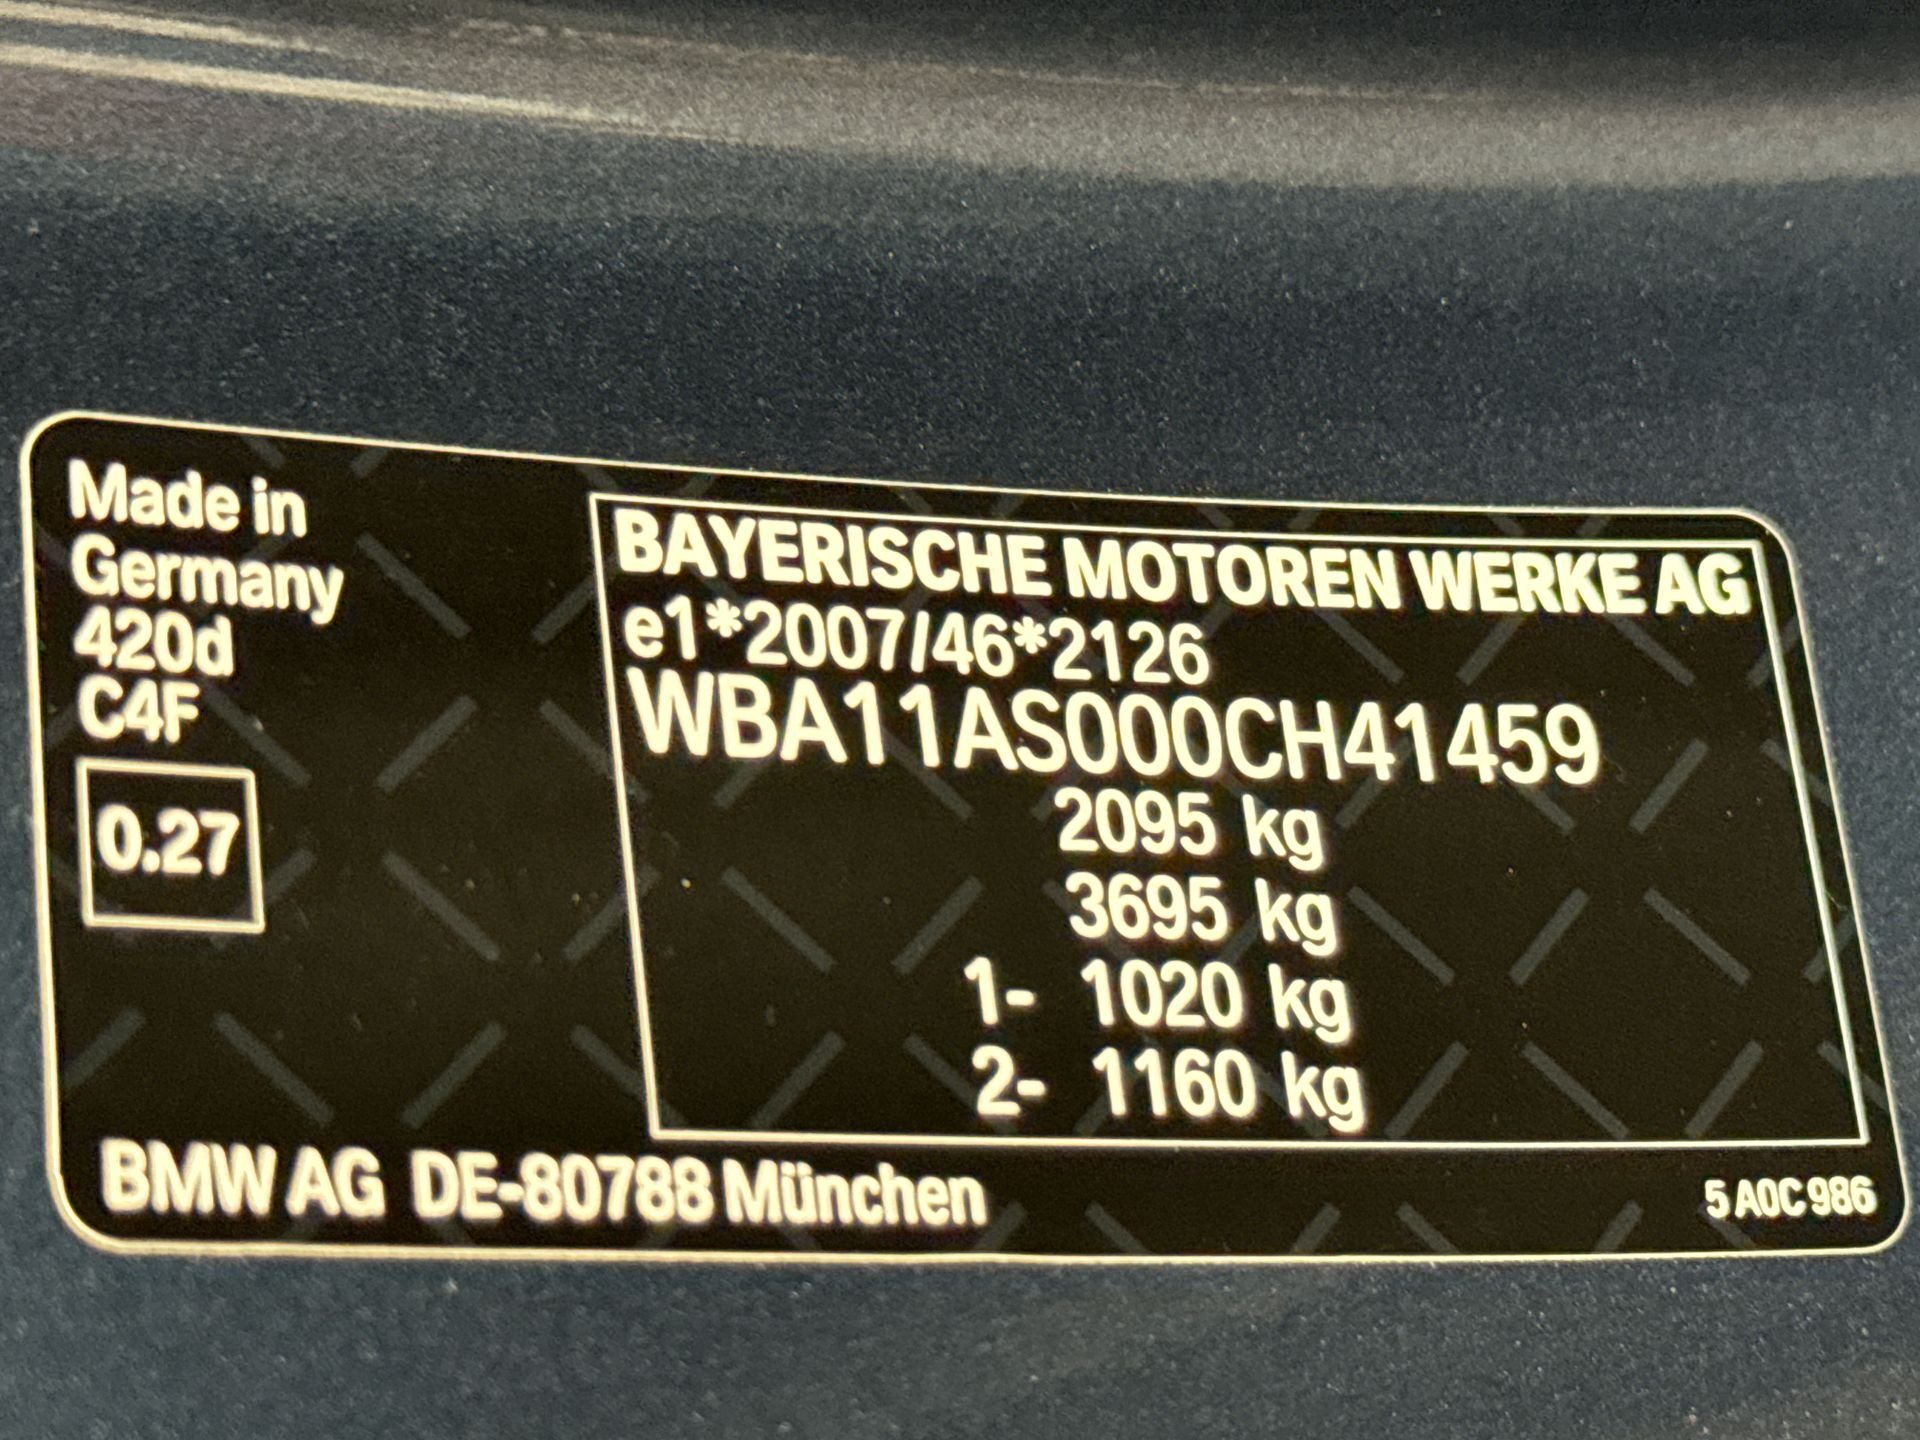 Made in
Germany
420d
C4F
0.27
BAYERISCHE MOTOREN WERKE AG
e1*2007/46*2126
WBA11AS000CH41459
2095 kg
3695 kg
1- 1020 kg
2- 1160 kg
BMW AG DE-80788 München
5 A0C 986